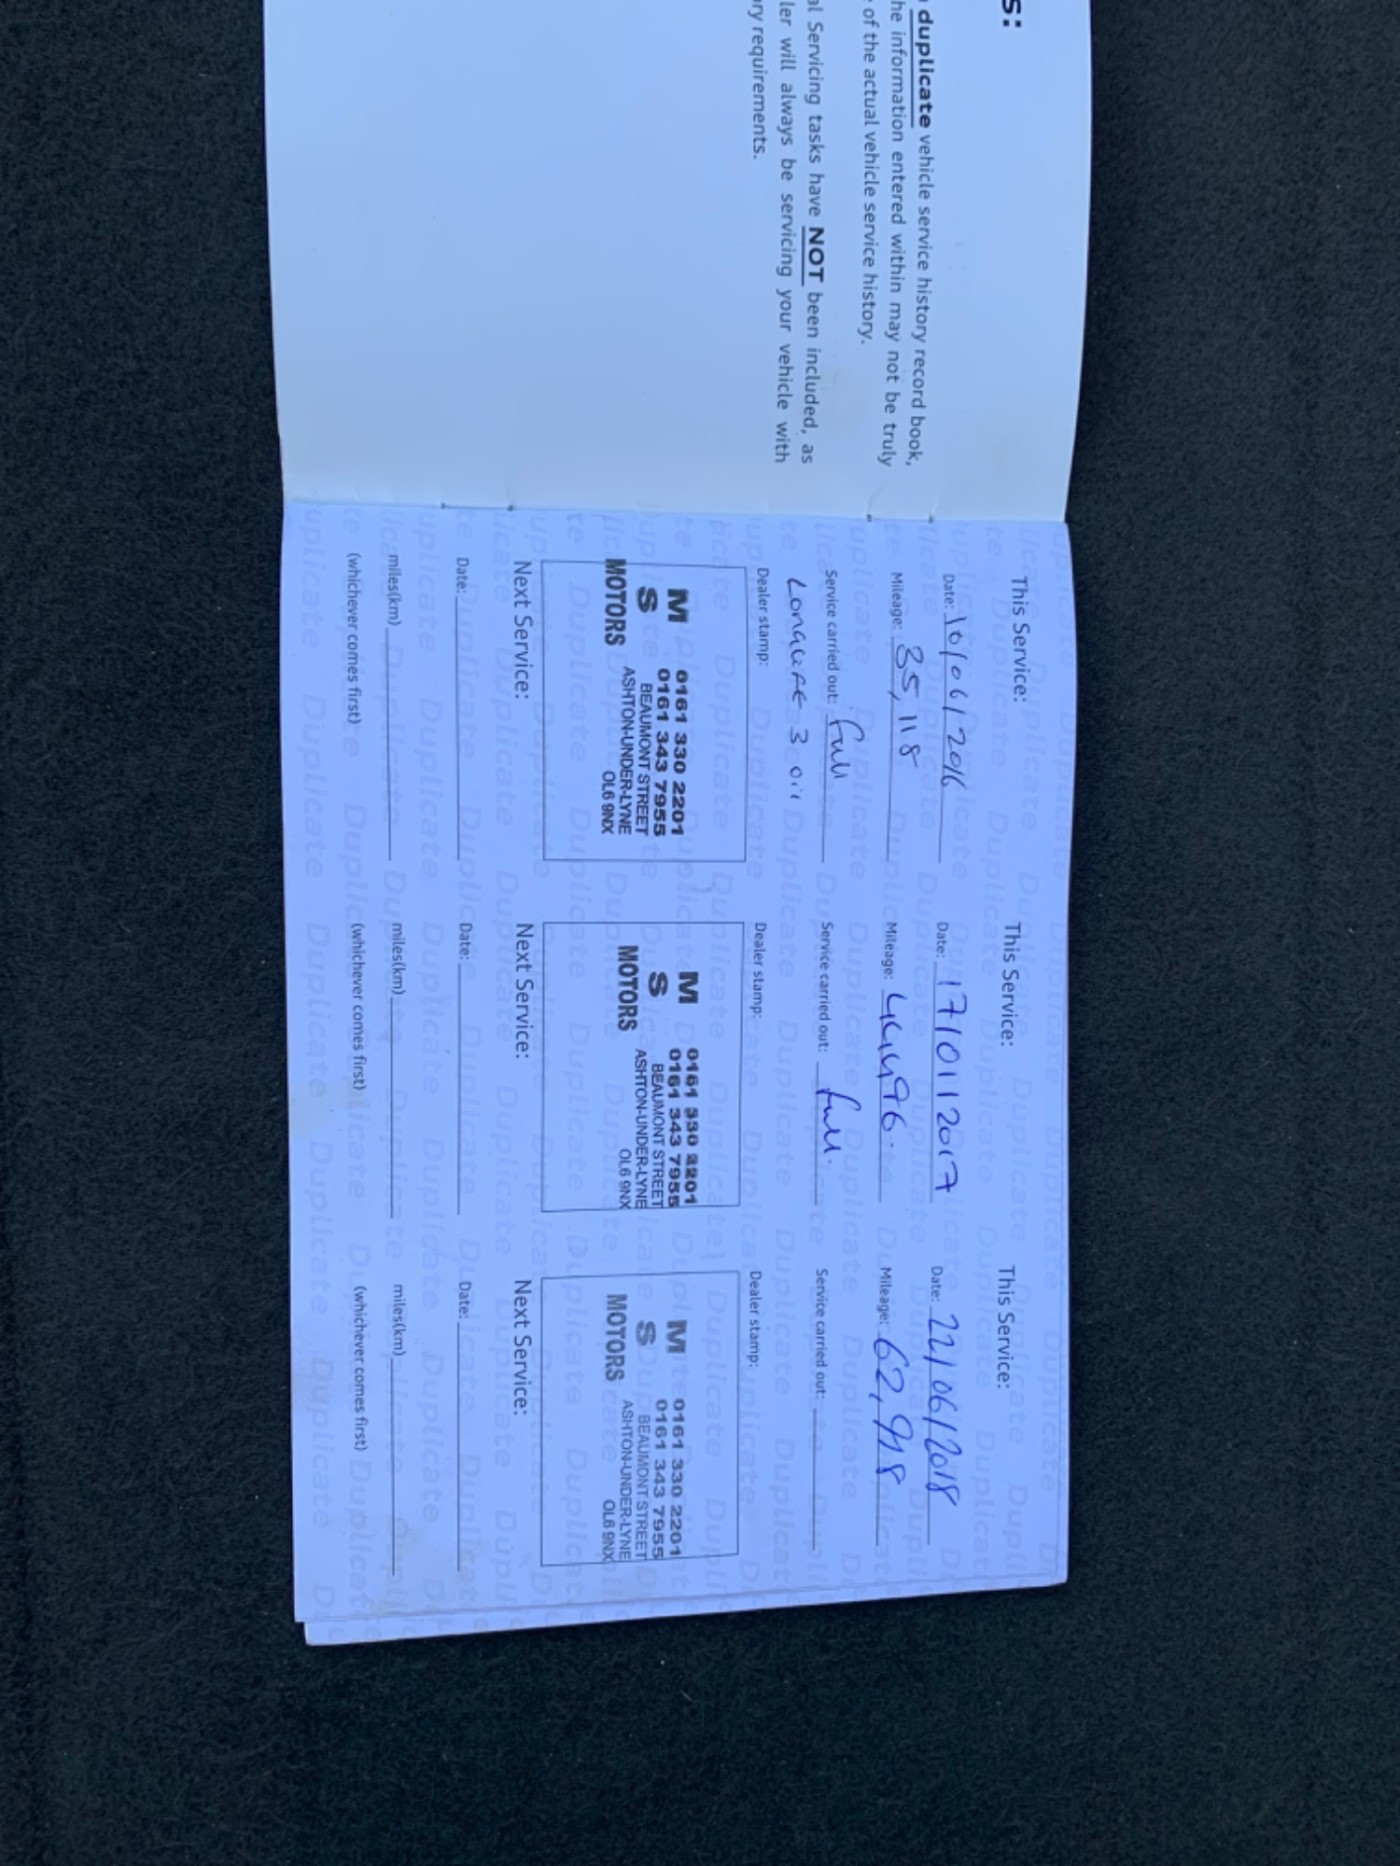 s:
duplicate vehicle service history record book,
he information entered within may not be truly
of the actual vehicle service history.
al Servicing tasks have NOT been included, as
ler will always be servicing your vehicle with
ry requirements.
This Service:
Date: 10/06/2016
Mileage: 35,118
Service carried out: Full
Longlife 3 oil
Dealer stamp:
M
S
MOTORS
0161 330 2201
0161 343 7955
BEAUMONT STREET
ASHTON-UNDER-LYNE
OL6 9NX
Next Service:
Date:
miles(km)
(whichever comes first)
This Service:
Date: 17/01/2017
Mileage: 44496.
Service carried out: full.
Dealer stamp:
M
S
MOTORS
0161 330 2201
0161 343 7955
BEAUMONT STREET
ASHTON-UNDER-LYNE
OL6 9NX
Next Service:
Date:
miles(km)
(whichever comes first)
This Service:
Date: 22/06/2018
Mileage: 62,918
Service carried out:
Dealer stamp:
M
S
MOTORS
0161 330 2201
0161 343 7955
BEAUMONT STREET
ASHTON-UNDER-LYNE
OL6 9NX
Next Service:
Date:
miles(km)
(whichever comes first)